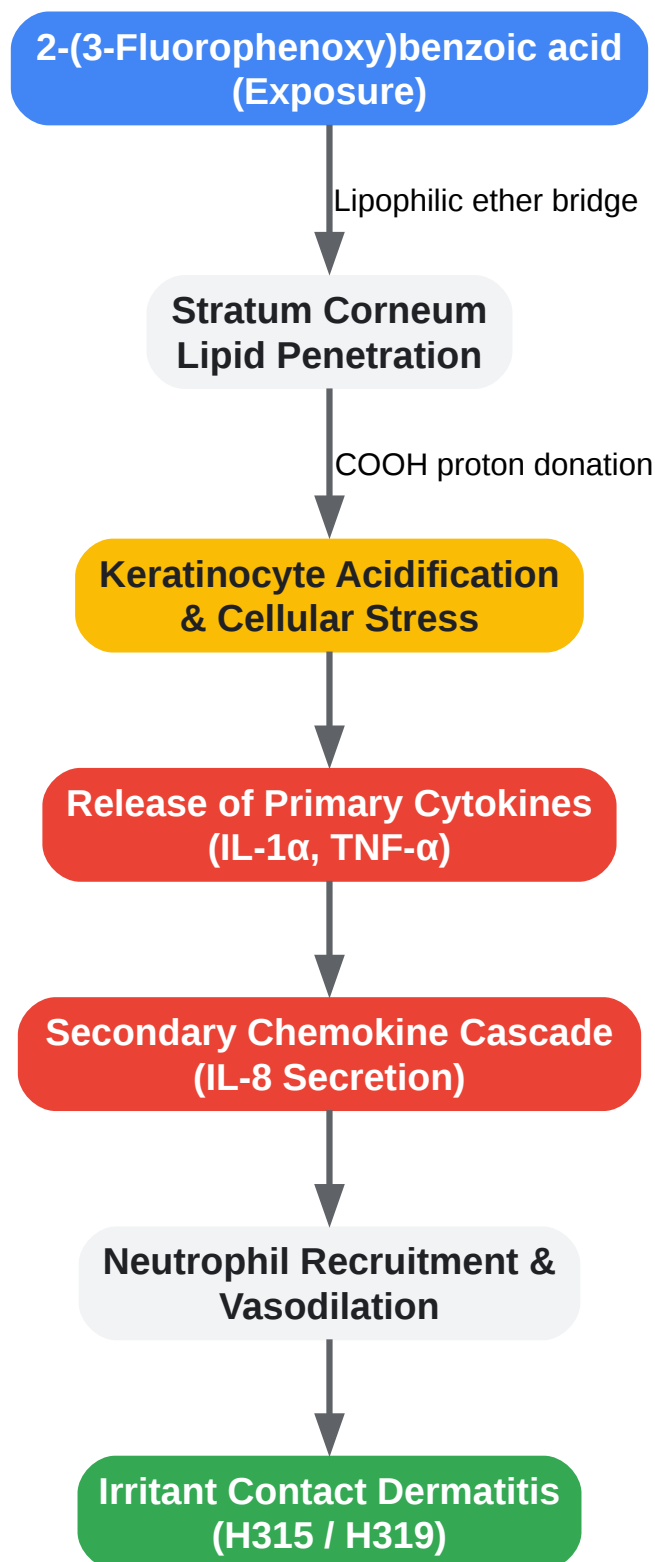 2-(3-Fluorophenoxy)benzoic acid
(Exposure)
Lipophilic ether bridge
Stratum Corneum
Lipid Penetration
COOH proton donation
Keratinocyte Acidification
& Cellular Stress
Release of Primary Cytokines
(IL-1α, TNF-α)
Secondary Chemokine Cascade
(IL-8 Secretion)
Neutrophil Recruitment &
Vasodilation
Irritant Contact Dermatitis
(H315 / H319)